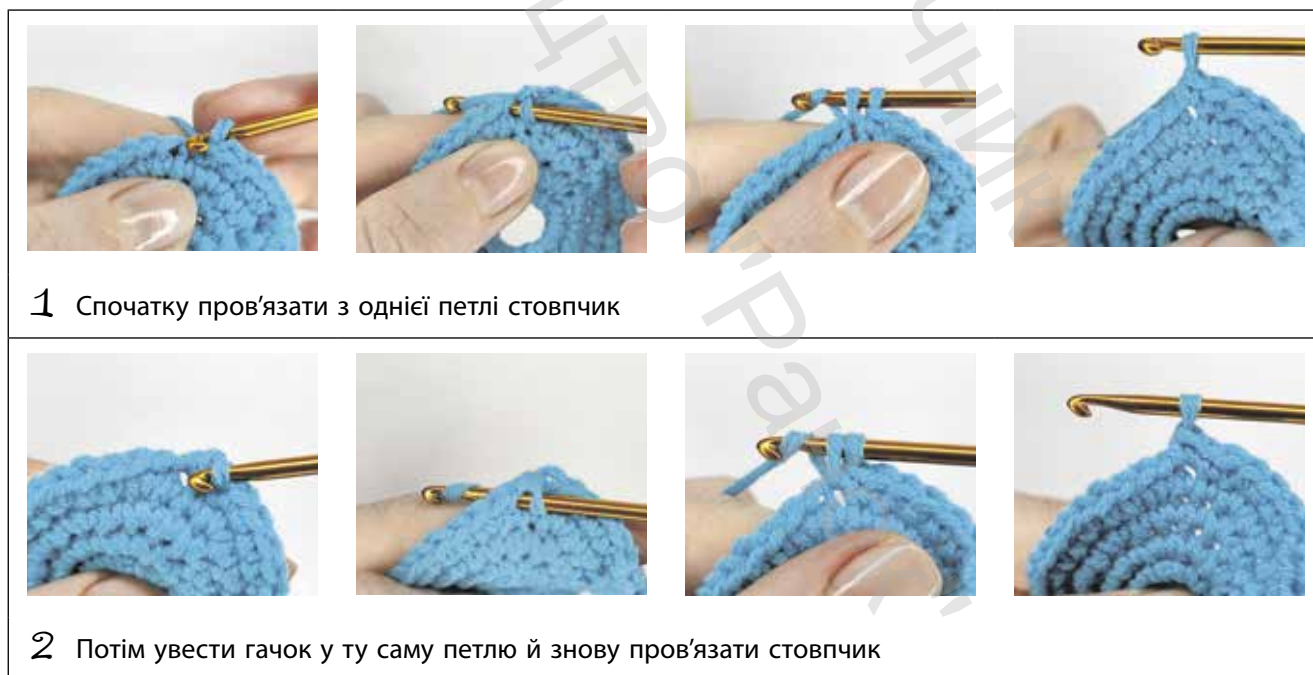 1 Спочатку пров'язати з однієї петлі стовпчик
2 Потім увести гачок у ту саму петлю й знову пров'язати стовпчик